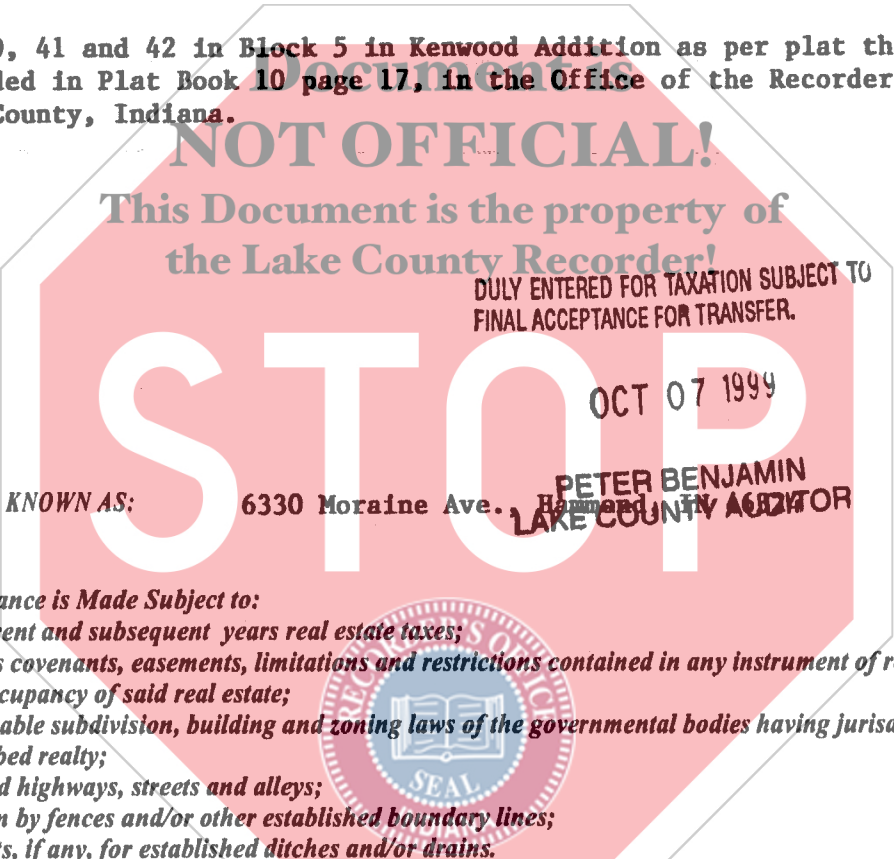 ), 41 and 42 in Block 5 in Kenwood Addition as per plat th
led in Plat Book 10 page 17, in the Office of the Recorder
County, Indiana.
Document is
NOT OFFICIAL!
This Document is the property of
the Lake County Recorder!
DULY ENTERED FOR TAXATION SUBJECT TO
FINAL ACCEPTANCE FOR TRANSFER.
STOP
OCT 07 1999
PETER BENJAMIN
LAKE COUNTY AUDITOR
KNOWN AS: 6330 Moraine Ave., Hammond, IN
ance is Made Subject to:
ent and subsequent years real estate taxes;
s covenants, easements, limitations and restrictions contained in any instrument of r
cupancy of said real estate;
able subdivision, building and zoning laws of the governmental bodies having jurisd
bed realty;
d highways, streets and alleys;
n by fences and/or other established boundary lines;
ts, if any, for established ditches and/or drains.
RECORDER'S OFFICE
SEAL
INDIANA